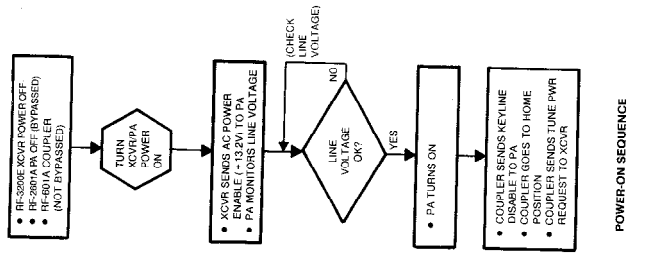 ● RF-3200E XCVR POWER OFF
● RF-2601A PA OFF (BYPASSED)
● RF-601A COUPLER
(NOT BYPASSED)
TURN
XCVR/PA
POWER
ON
● XCVR SENDS AC POWER
ENABLE ( + 13.2V) TO PA
● PA MONITORS LINE VOLTAGE
(CHECK
LINE
VOLTAGE)
LINE
VOLTAGE
OK?
NO
YES
● PA TURNS ON
● COUPLER SENDS KEYLINE
DISABLE TO PA
● COUPLER GOES TO HOME
POSITION
● COUPLER SENDS TUNE PWR
REQUEST TO XCVR
POWER-ON SEQUENCE